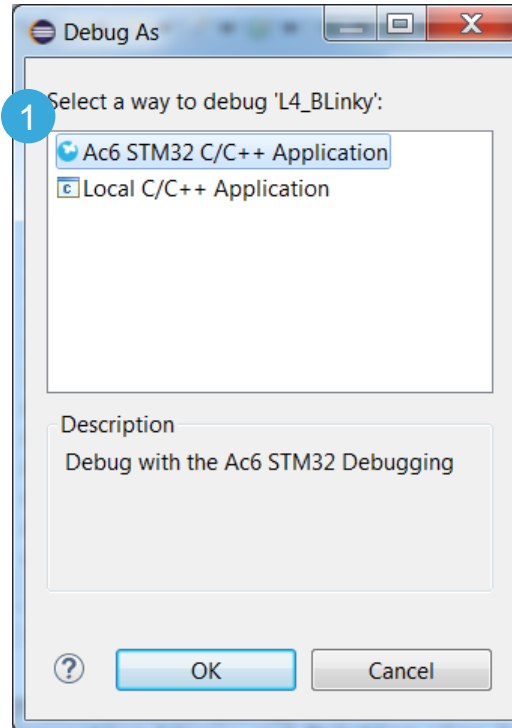 Debug As
1
Select a way to debug 'L4_BLinky':
Ac6 STM32 C/C++ Application
c Local C/C++ Application
Description
Debug with the Ac6 STM32 Debugging
?
OK
Cancel